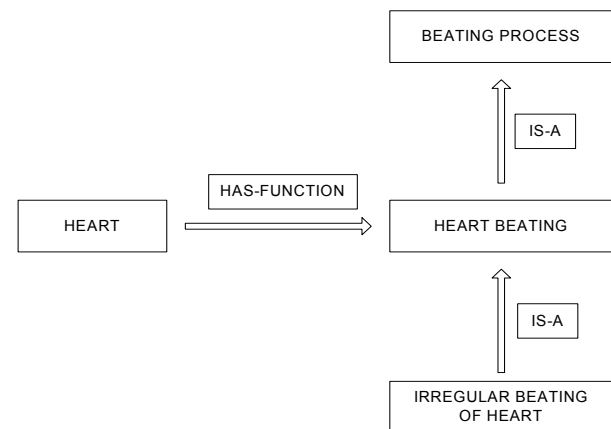 BEATING PROCESS
IS-A
HAS-FUNCTION
HEART
HEART BEATING
IS-A
IRREGULAR BEATING
OF HEART